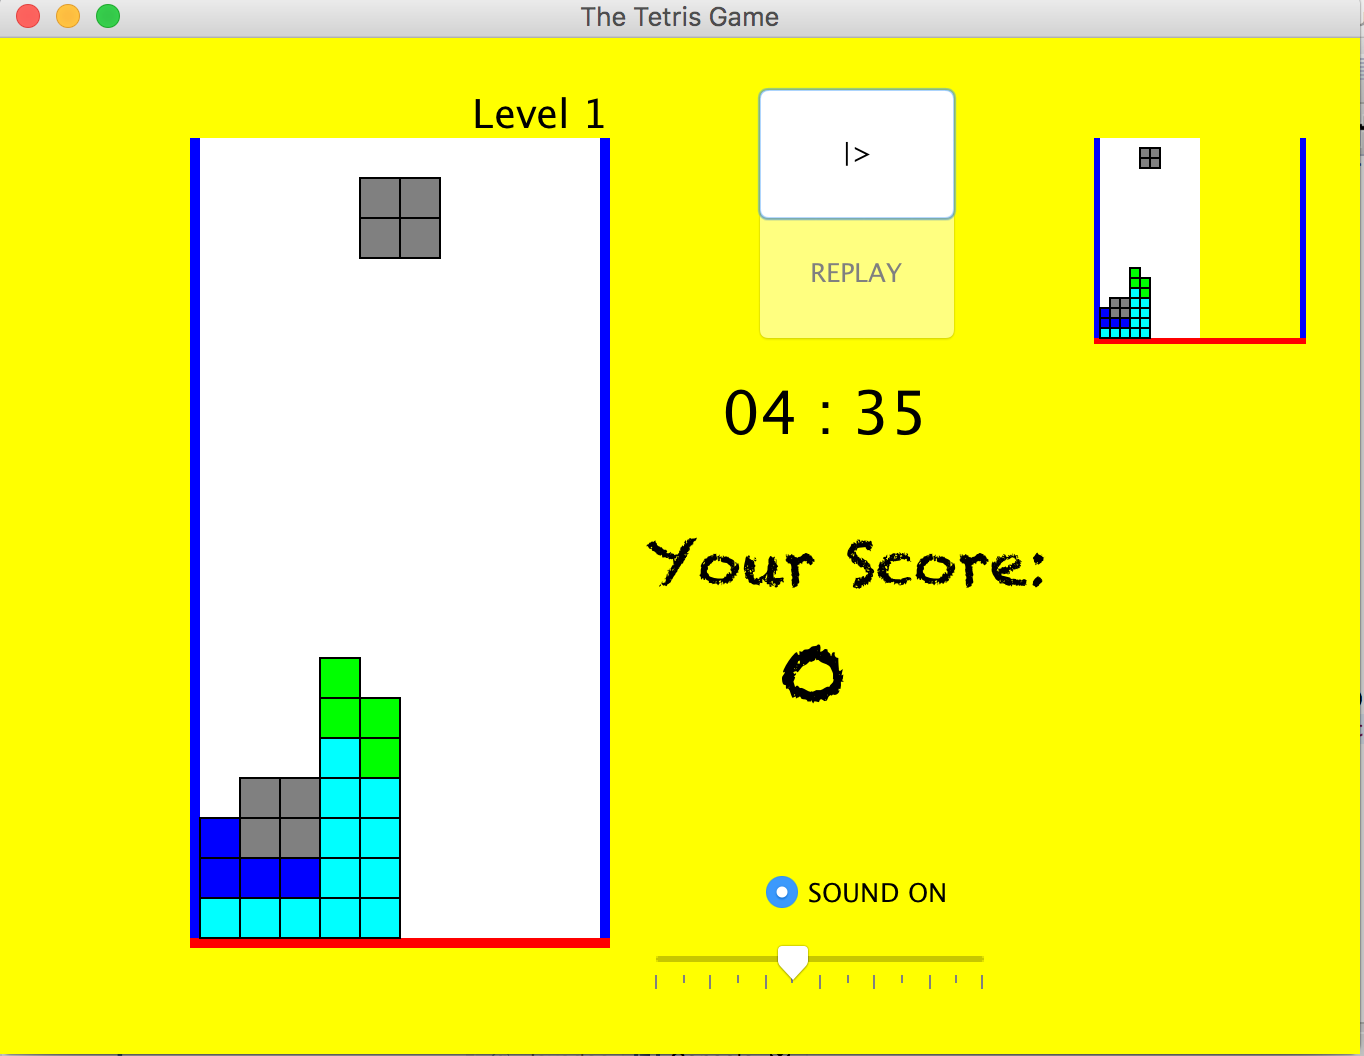 The Tetris Game
Level 1
|>
REPLAY
04 : 35
Your Score:
0
SOUND ON